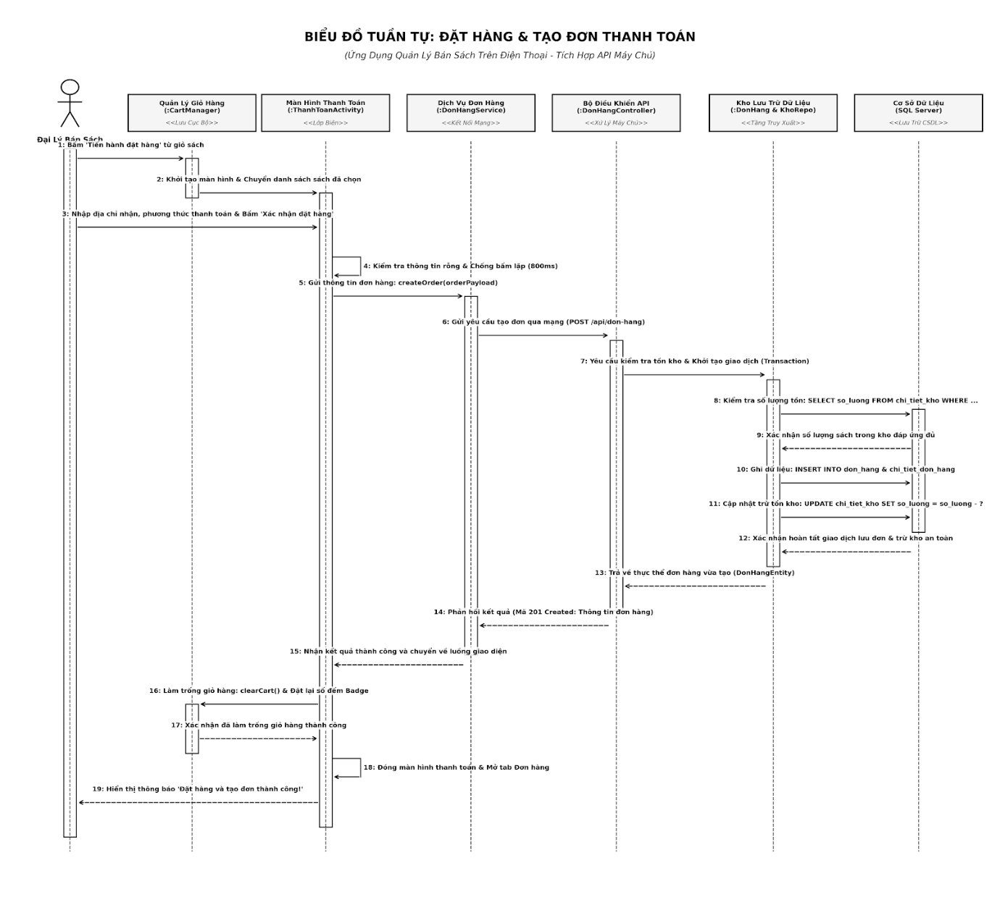 BIỂU ĐỒ TUẦN TỰ: ĐẶT HÀNG & TẠO ĐƠN THANH TOÁN
(Ứng Dụng Quản Lý Bán Sách Trên Điện Thoại - Tích Hợp API Máy Chủ)
Quản Lý Giỏ Hàng
(:CartManager)
<<Lưu Cục Bộ>>
Màn Hình Thanh Toán
(:ThanhToanActivity)
<<Lớp Biên>>
Dịch Vụ Đơn Hàng
(:DonHangService)
<<Kết Nối Mạng>>
Bộ Điều Khiển API
(:DonHangController)
<<Xử Lý Máy Chủ>>
Kho Lưu Trữ Dữ Liệu
(:DonHang & KhoRepo)
<<Tầng Truy Xuất>>
Cơ Sở Dữ Liệu
(SQL Server)
<<Lưu Trữ CSDL>>
Đại Lý Bán Sách
1: Bấm 'Tiến hành đặt hàng' từ giỏ sách
2: Khởi tạo màn hình & Chuyển danh sách sách đã chọn
3: Nhập địa chỉ nhận, phương thức thanh toán & Bấm 'Xác nhận đặt hàng'
4: Kiểm tra thông tin rỗng & Chống bấm lặp (800ms)
5: Gửi thông tin đơn hàng: createOrder(orderPayload)
6: Gửi yêu cầu tạo đơn qua mạng (POST /api/don-hang)
7: Yêu cầu kiểm tra tồn kho & Khởi tạo giao dịch (Transaction)
8: Kiểm tra số lượng tồn: SELECT so_luong FROM chi_tiet_kho WHERE ...
9: Xác nhận số lượng sách trong kho đáp ứng đủ
10: Ghi dữ liệu: INSERT INTO don_hang & chi_tiet_don_hang
11: Cập nhật trừ tồn kho: UPDATE chi_tiet_kho SET so_luong = so_luong - ?
12: Xác nhận hoàn tất giao dịch lưu đơn & trừ kho an toàn
13: Trả về thực thể đơn hàng vừa tạo (DonHangEntity)
14: Phản hồi kết quả (Mã 201 Created: Thông tin đơn hàng)
15: Nhận kết quả thành công và chuyển về luồng giao diện
16: Làm trống giỏ hàng: clearCart() & Đặt lại số đếm Badge
17: Xác nhận đã làm trống giỏ hàng thành công
18: Đóng màn hình thanh toán & Mở tab Đơn hàng
19: Hiển thị thông báo 'Đặt hàng và tạo đơn thành công!'